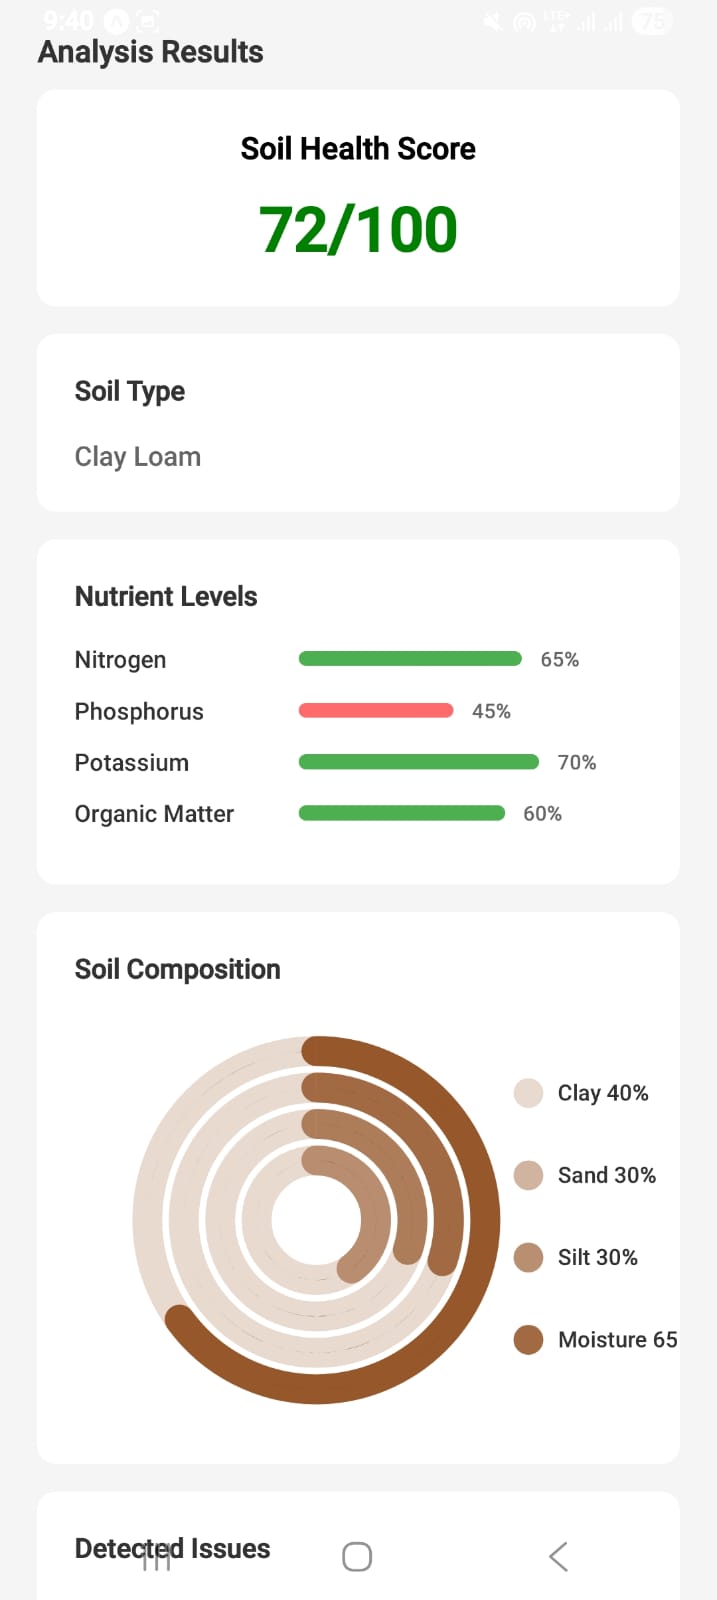 9:40
LTE+
75
Analysis Results
Soil Health Score
72/100
Soil Type
Clay Loam
Nutrient Levels
Nitrogen 65%
Phosphorus 45%
Potassium 70%
Organic Matter 60%
Soil Composition
Clay 40%
Sand 30%
Silt 30%
Moisture 65
Detected Issues